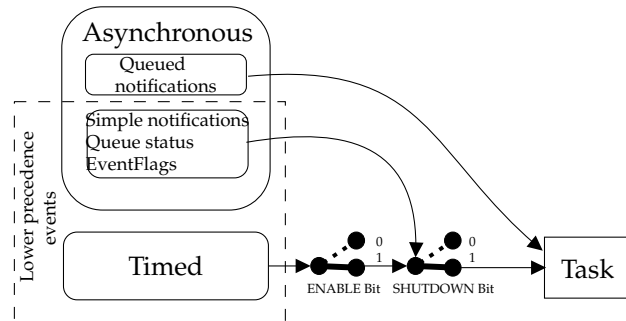 Asynchronous
Queued
notifications
Simple notifications
Queue status
EventFlags
Lower precedence
events
Timed
0
1
ENABLE Bit
0
1
SHUTDOWN Bit
Task